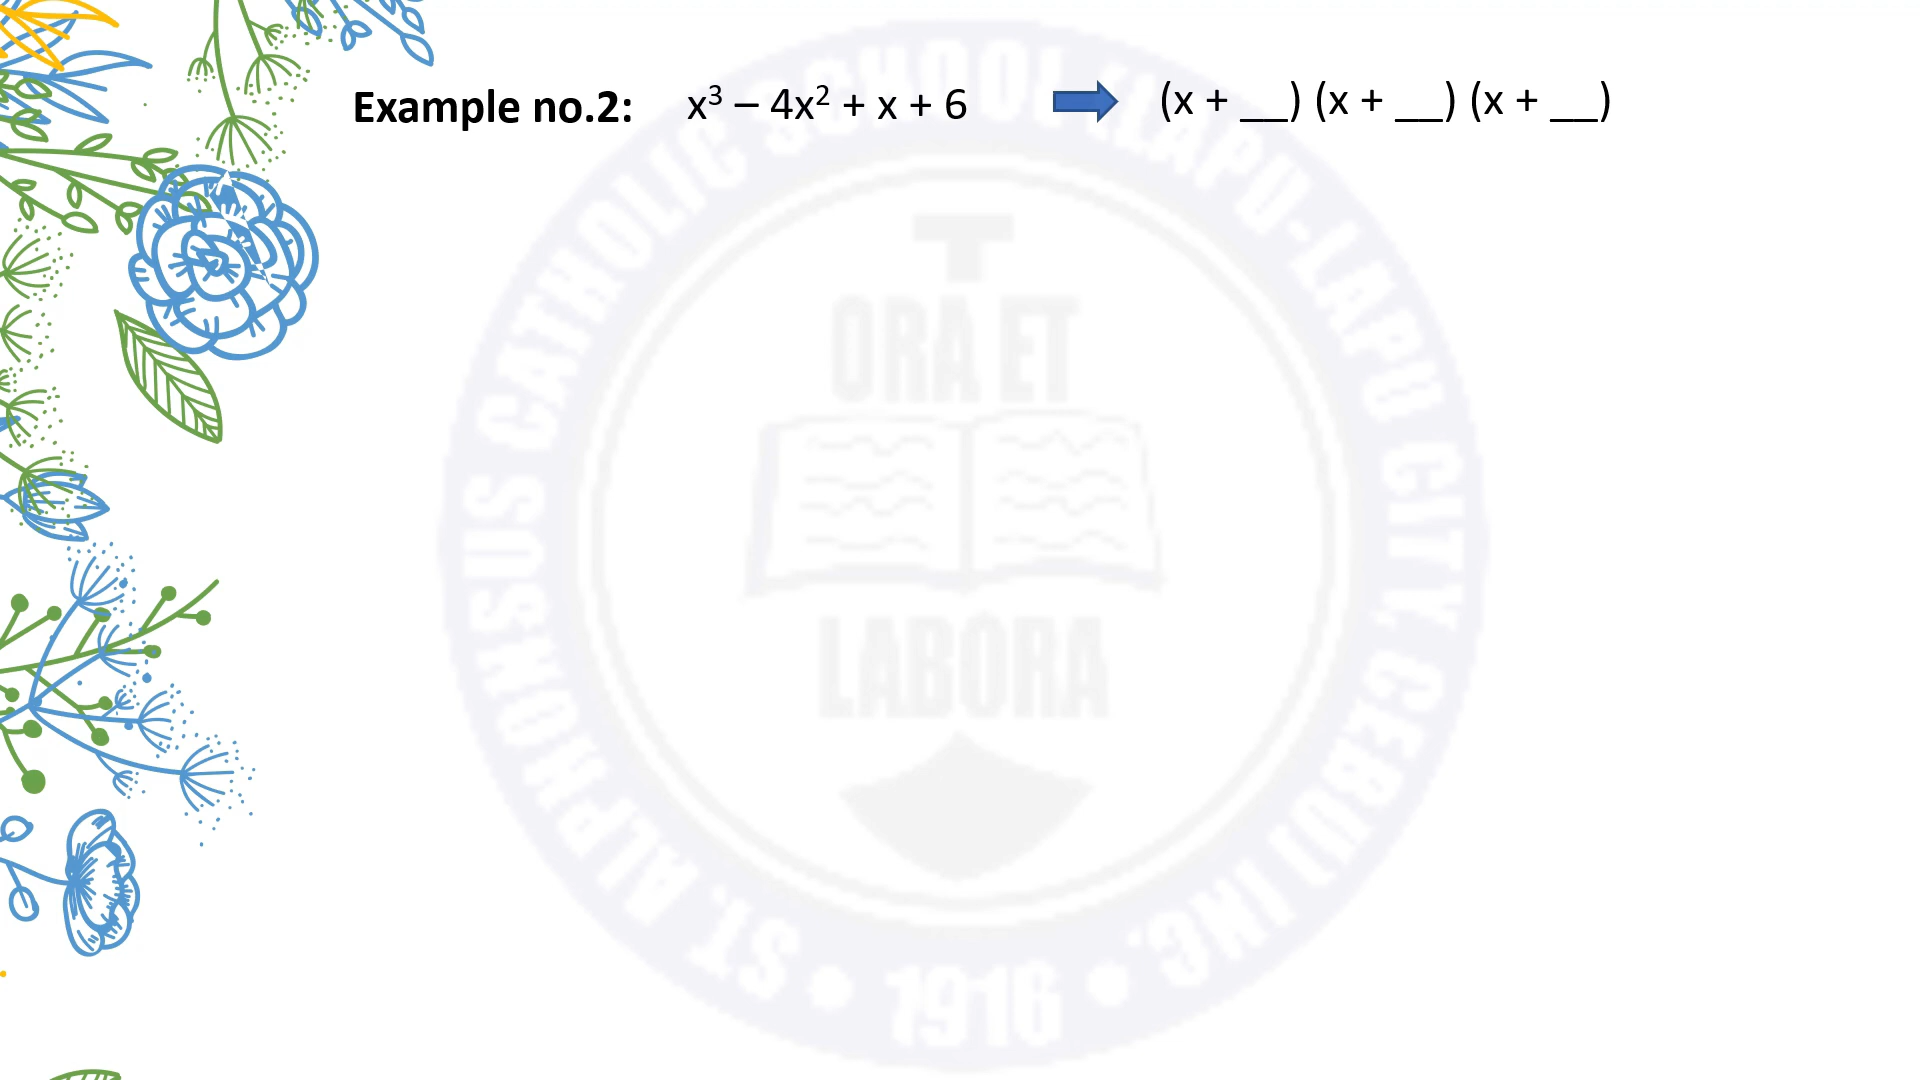 Example no.2: x³ – 4x² + x + 6 (x + __) (x + __) (x + __)
ST. ALPHONSUS CATHOLIC SCHOOL (LAPU-LAPU CITY, CEBU) INC.
ORA ET
LABORA
1916